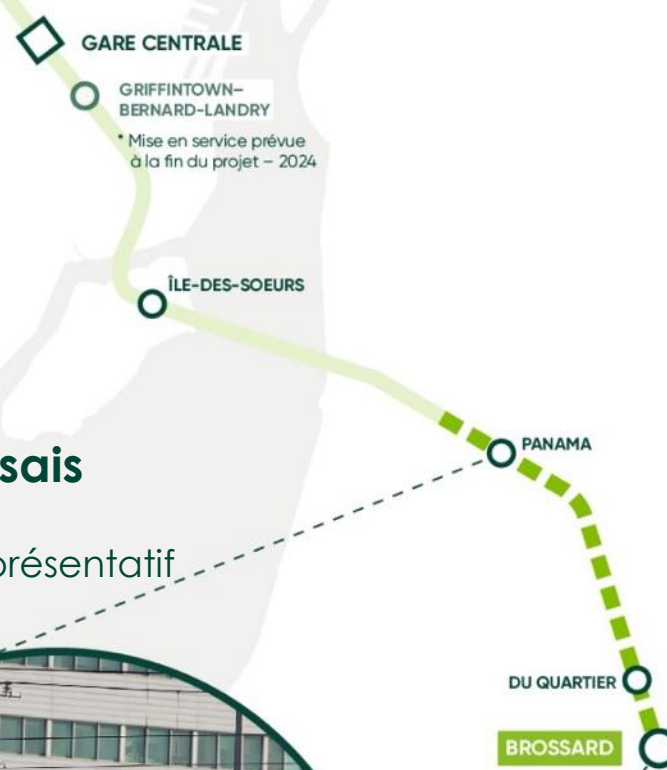 GARE CENTRALE
GRIFFINTOWN–
BERNARD-LANDRY
* Mise en service prévue
à la fin du projet – 2024
ÎLE-DES-SOEURS
PANAMA
sais
présentatif
DU QUARTIER
BROSSARD